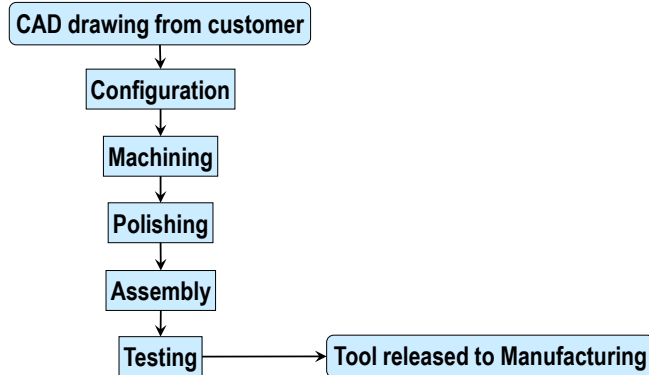 CAD drawing from customer
Configuration
Machining
Polishing
Assembly
Testing
Tool released to Manufacturing